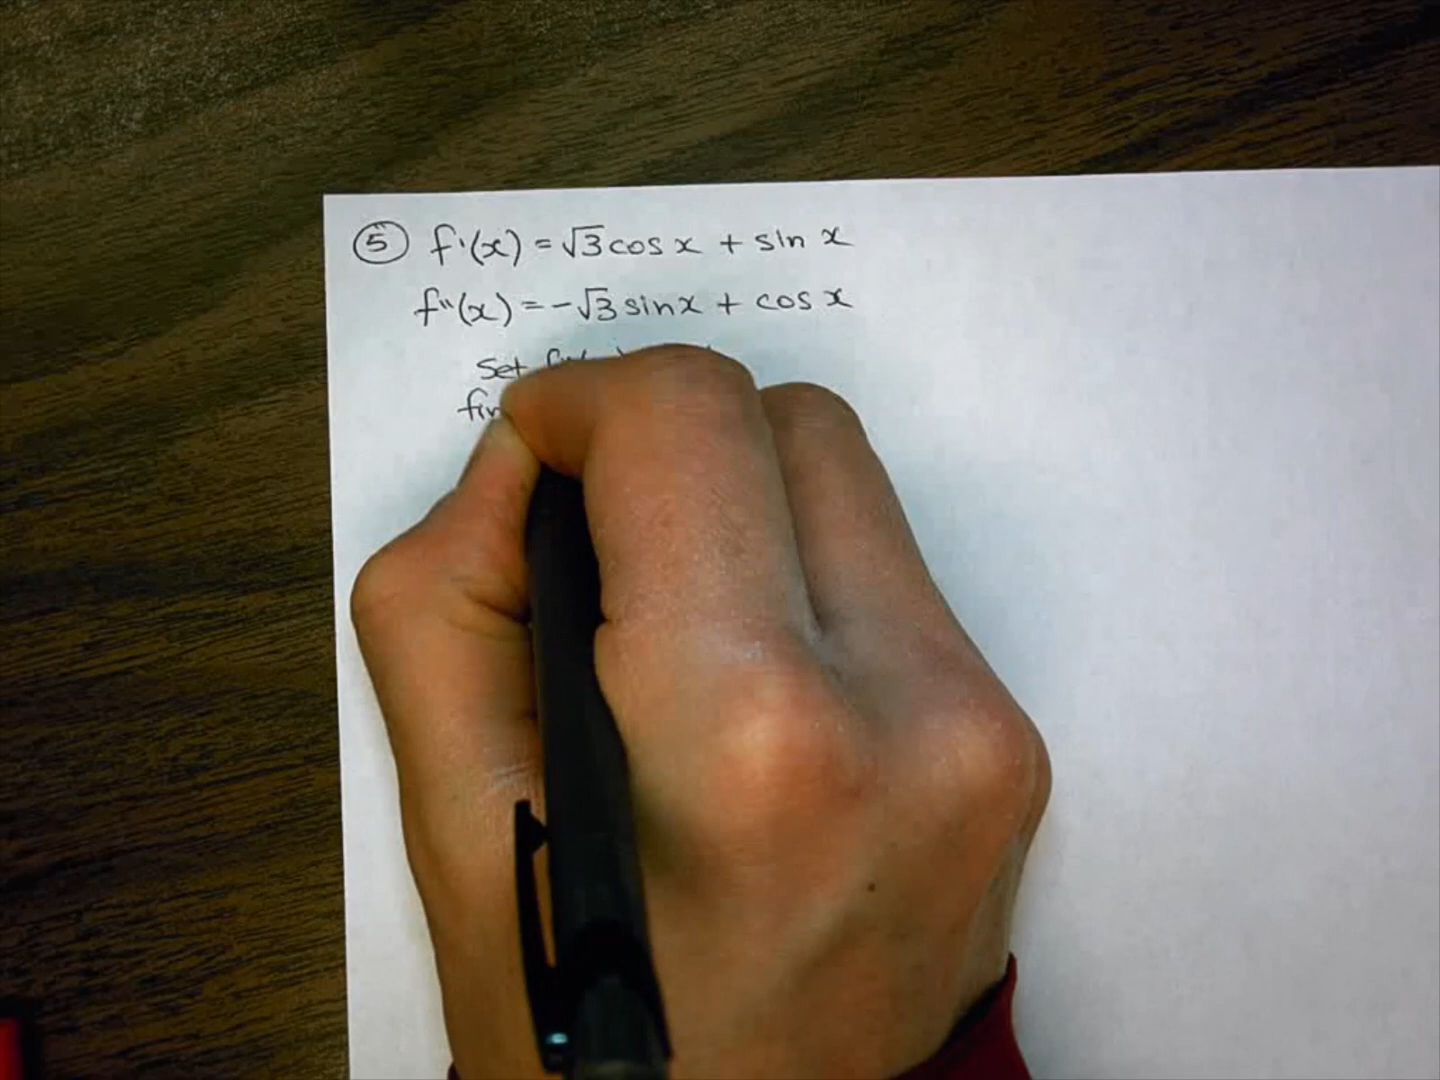 ⑤ f'(x) = √3 cos x + sin x
f''(x) = -√3 sin x + cos x
Set